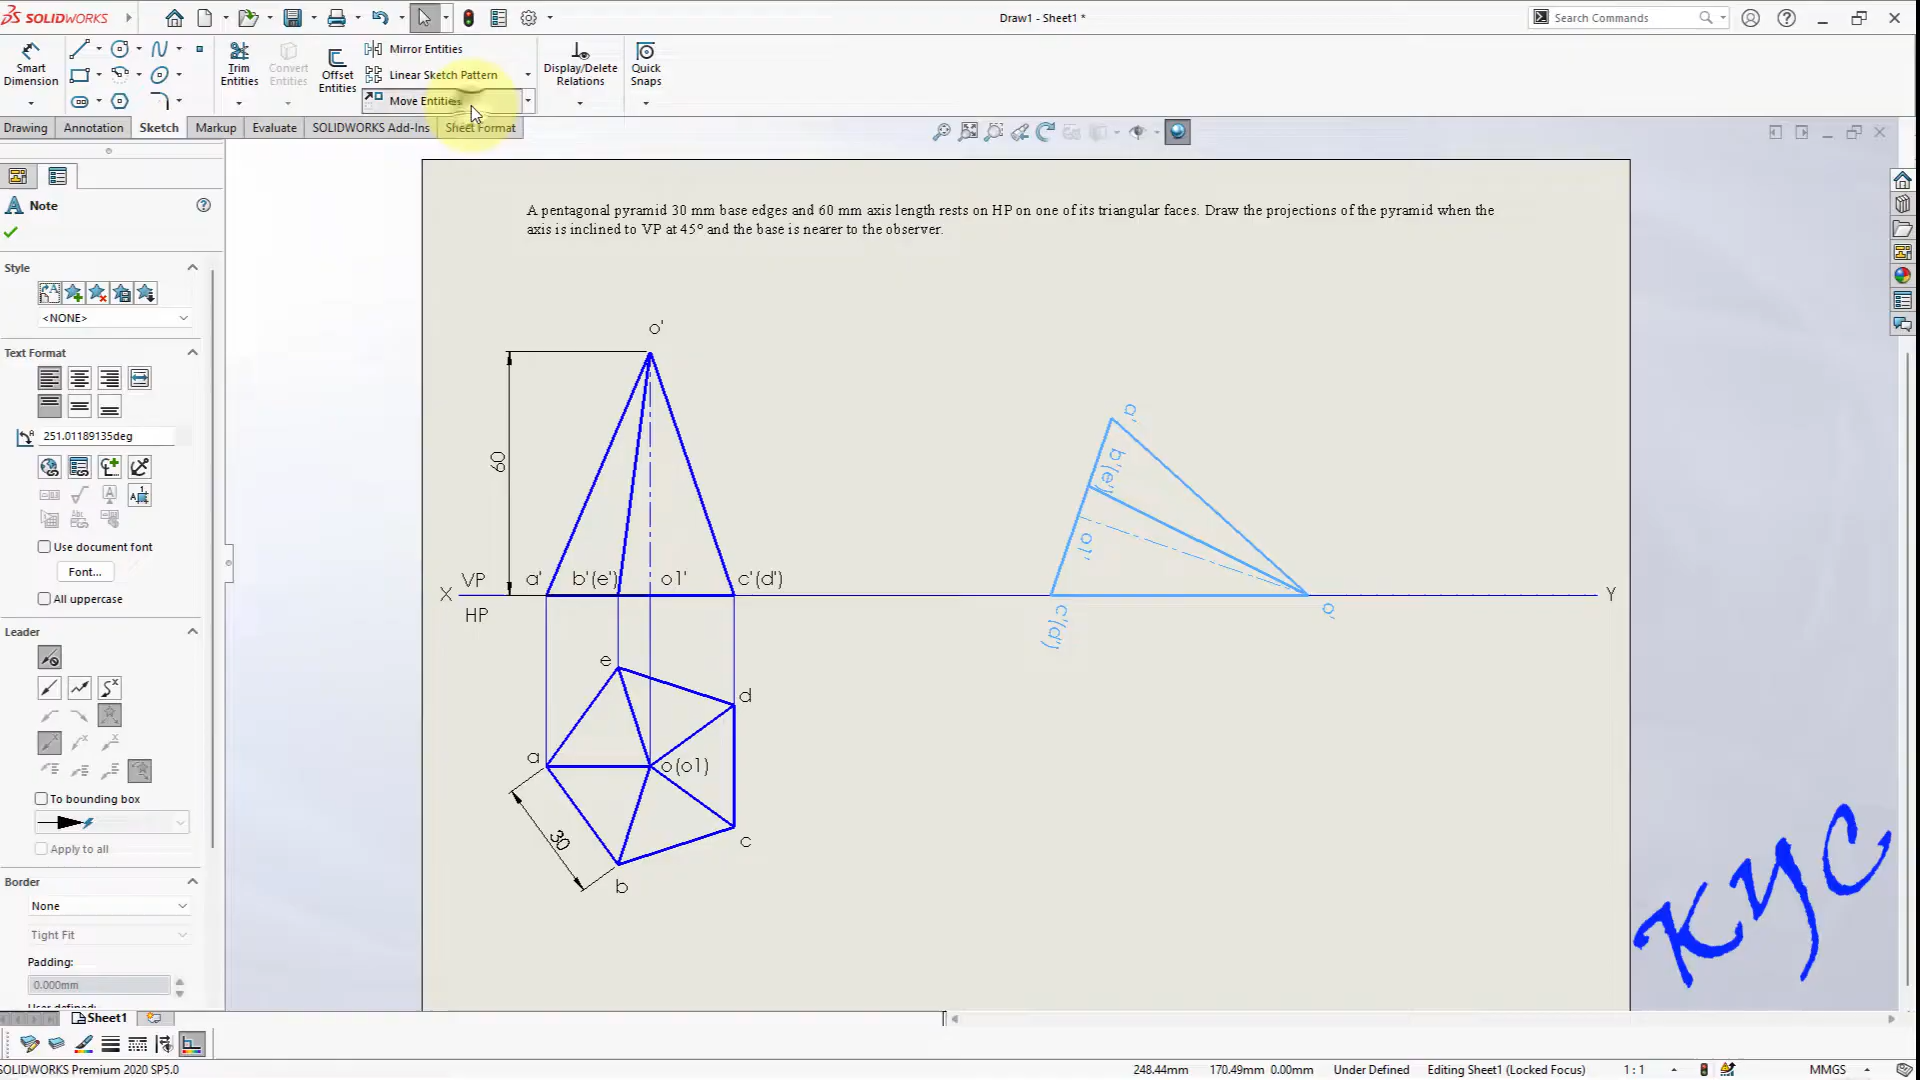 SOLIDWORKS
Draw1 - Sheet1 *
Search Commands
Smart Dimension
Trim Entities
Convert Entities
Offset Entities
Mirror Entities
Linear Sketch Pattern
Move Entities
Display/Delete Relations
Quick Snaps
Drawing
Annotation
Sketch
Markup
Evaluate
SOLIDWORKS Add-Ins
Sheet Format
Note
Style
<NONE>
Text Format
251.01189135deg
Use document font
Font...
All uppercase
Leader
To bounding box
Apply to all
Border
None
Tight Fit
Padding:
0.000mm
A pentagonal pyramid 30 mm base edges and 60 mm axis length rests on HP on one of its triangular faces. Draw the projections of the pyramid when the
axis is inclined to VP at 45° and the base is nearer to the observer.
o'
60
a'
b'(e')
o1'
c'(d')
X
VP
HP
Y
a'
b'(e')
o1'
c'(d')
o'
e
d
a
o(o1)
30
c
b
kyc
Sheet1
SOLIDWORKS Premium 2020 SP5.0
248.44mm
170.49mm
0.00mm
Under Defined
Editing Sheet1 (Locked Focus)
1 : 1
MMGS